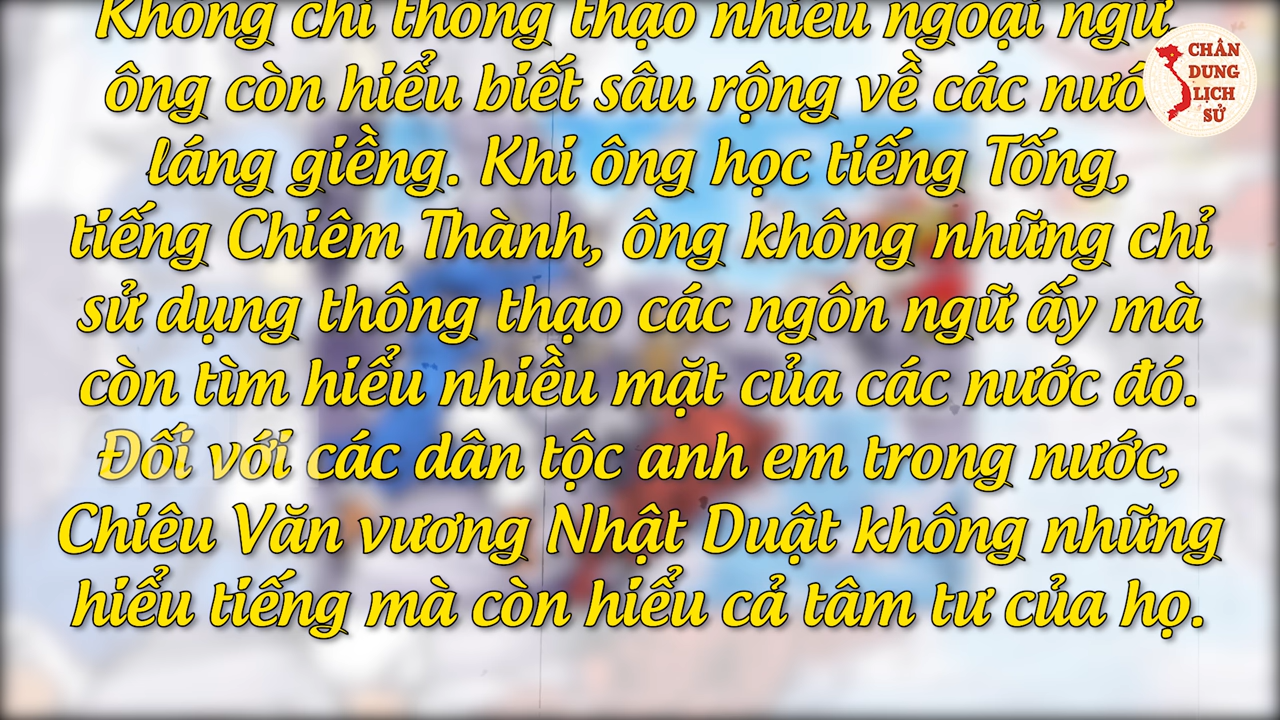 Không chỉ thông thạo nhiều ngoại ngữ
ông còn hiểu biết sâu rộng về các nước
láng giềng. Khi ông học tiếng Tống,
tiếng Chiêm Thành, ông không những chỉ
sử dụng thông thạo các ngôn ngữ ấy mà
còn tìm hiểu nhiều mặt của các nước đó.
Đối với các dân tộc anh em trong nước,
Chiêu Văn vương Nhật Duật không những
hiểu tiếng mà còn hiểu cả tâm tư của họ.
CHÂN
DUNG
LỊCH
SỬ